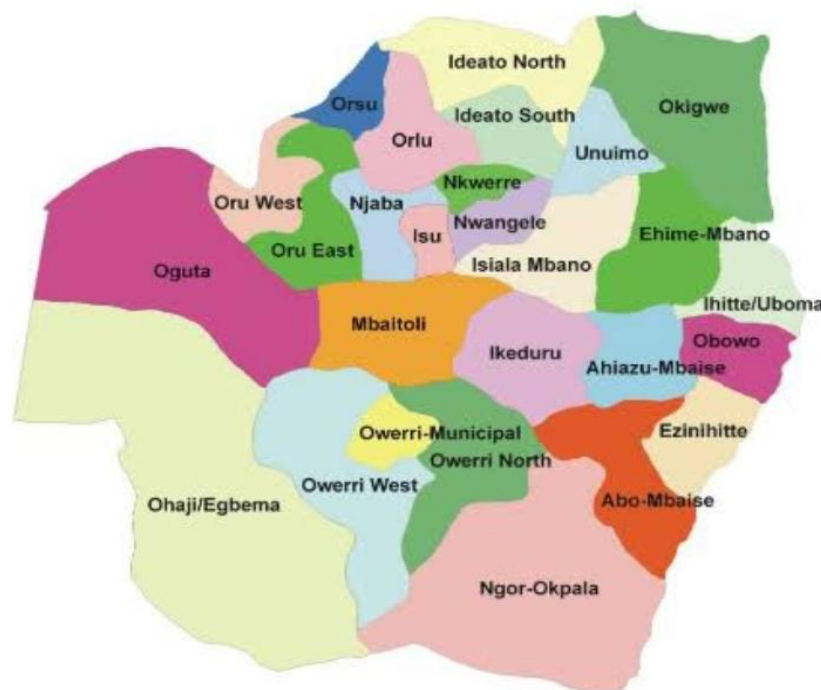 Ideato North
Okigwe
Orsu
Ideato South
Orlu
Unuimo
Nkwerre
Oru West
Njaba
Nwangele
Isu
Ehime-Mbano
Oru East
Isiala Mbano
Oguta
Ihitte/Uboma
Mbaitoli
Obowo
Ikeduru
Ahiazu-Mbaise
Owerri-Municipal
Ezinihitte
Owerri North
Owerri West
Abo-Mbaise
Ohaji/Egbema
Ngor-Okpala